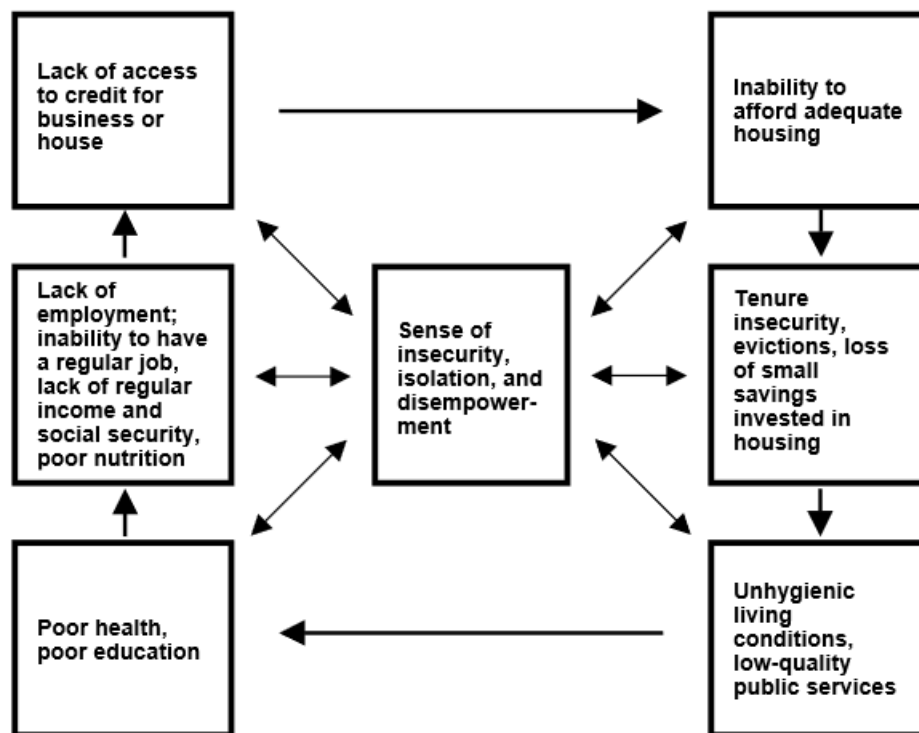 Lack of access
to credit for
business or
house
Inability to
afford adequate
housing
Lack of
employment;
inability to have
a regular job,
lack of regular
income and
social security,
poor nutrition
Sense of
insecurity,
isolation, and
disempower-
ment
Tenure
insecurity,
evictions, loss
of small
savings
invested in
housing
Poor health,
poor education
Unhygienic
living
conditions,
low-quality
public services